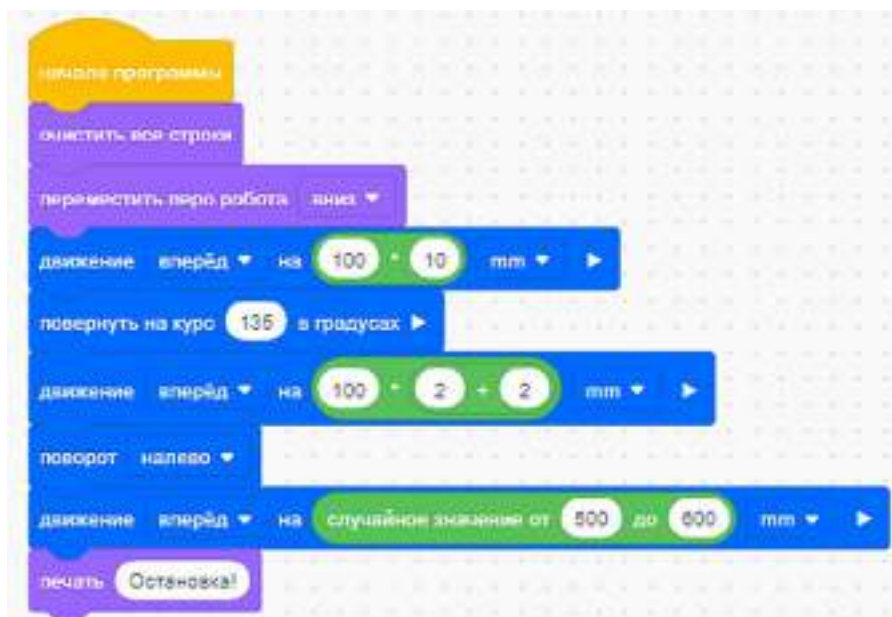 начало программы
очистить все строки
переместить перо робота вниз
движение вперёд на 100 * 10 mm
повернуть на курс 135 в градусах
движение вперёд на 100 * 2 + 2 mm
поворот налево
движение вперёд на случайное значение от 500 до 600 mm
печать Остановка!